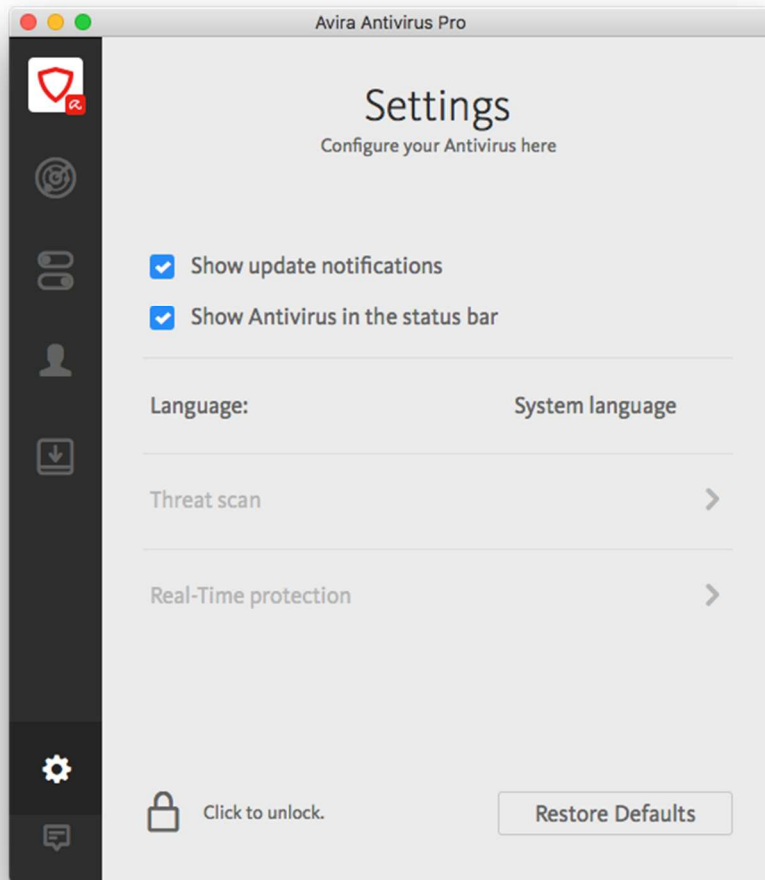 Avira Antivirus Pro
Settings
Configure your Antivirus here
Show update notifications
Show Antivirus in the status bar
Language: System language
Threat scan
Real-Time protection
Click to unlock. Restore Defaults